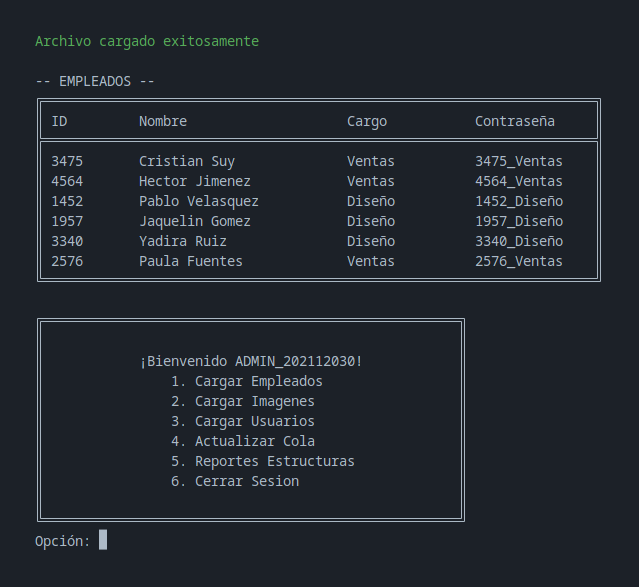 Archivo cargado exitosamente
-- EMPLEADOS --
ID Nombre Cargo Contraseña
3475 Cristian Suy Ventas 3475_Ventas
4564 Hector Jimenez Ventas 4564_Ventas
1452 Pablo Velasquez Diseño 1452_Diseño
1957 Jaquelin Gomez Diseño 1957_Diseño
3340 Yadira Ruiz Diseño 3340_Diseño
2576 Paula Fuentes Ventas 2576_Ventas
¡Bienvenido ADMIN_202112030!
1. Cargar Empleados
2. Cargar Imagenes
3. Cargar Usuarios
4. Actualizar Cola
5. Reportes Estructuras
6. Cerrar Sesion
Opción: